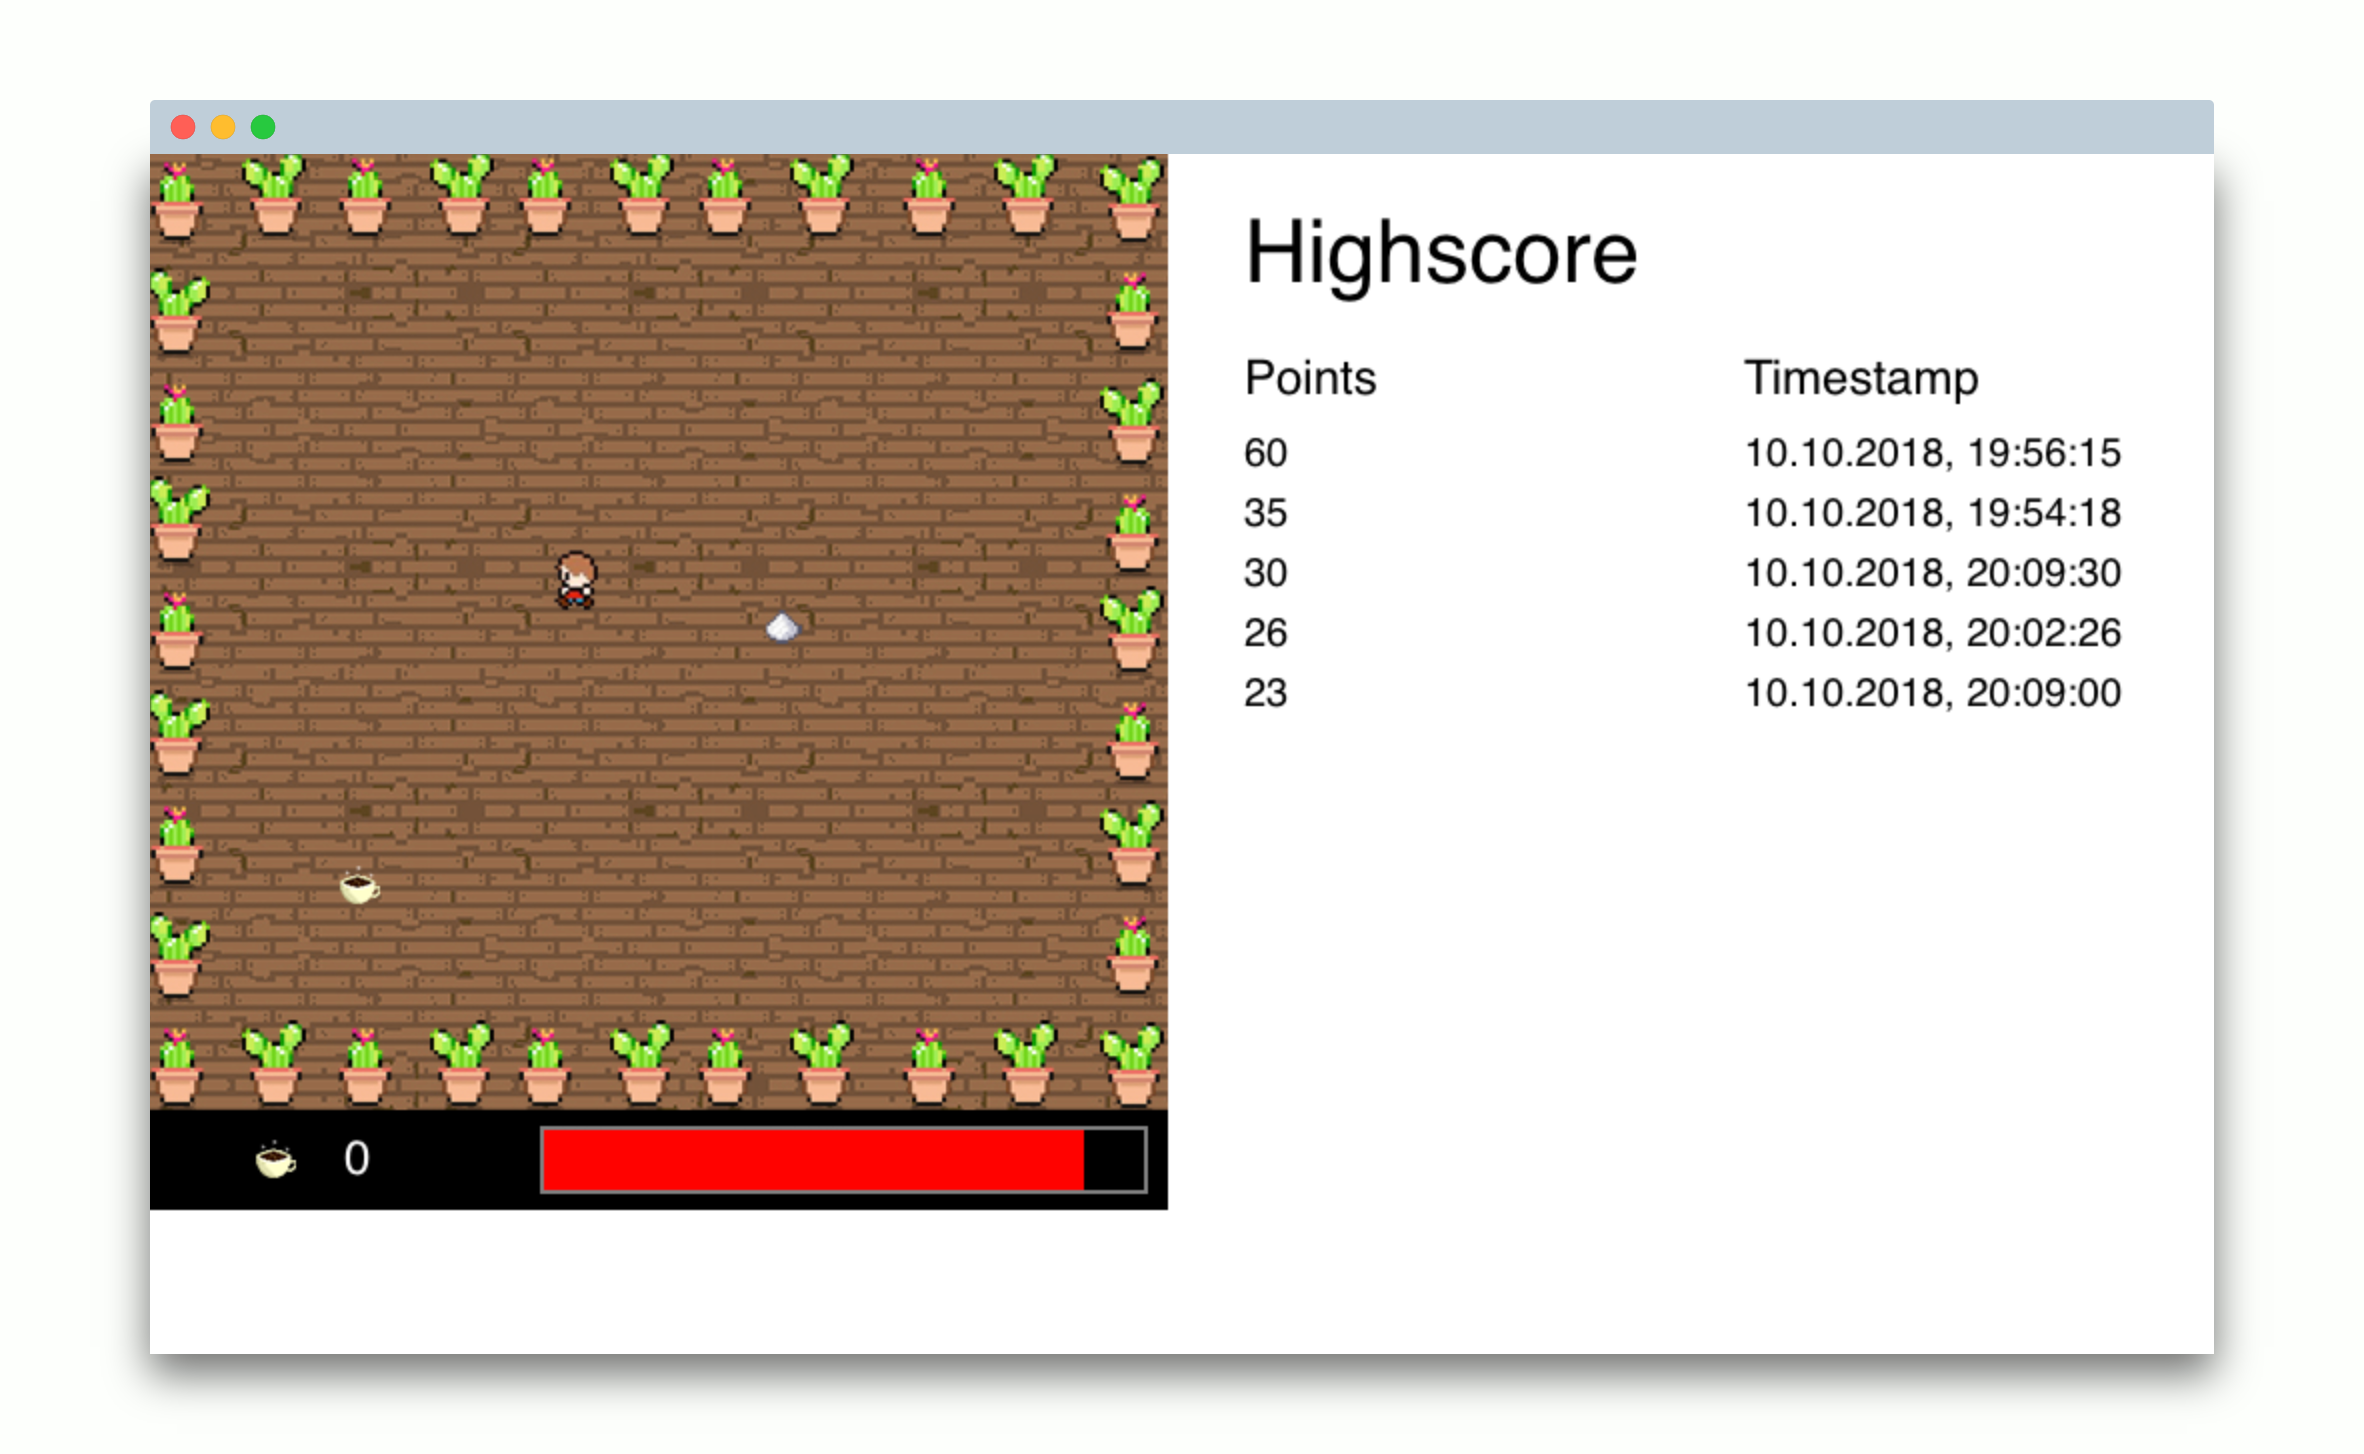 Highscore
Points Timestamp
60 10.10.2018, 19:56:15
35 10.10.2018, 19:54:18
30 10.10.2018, 20:09:30
26 10.10.2018, 20:02:26
23 10.10.2018, 20:09:00
0